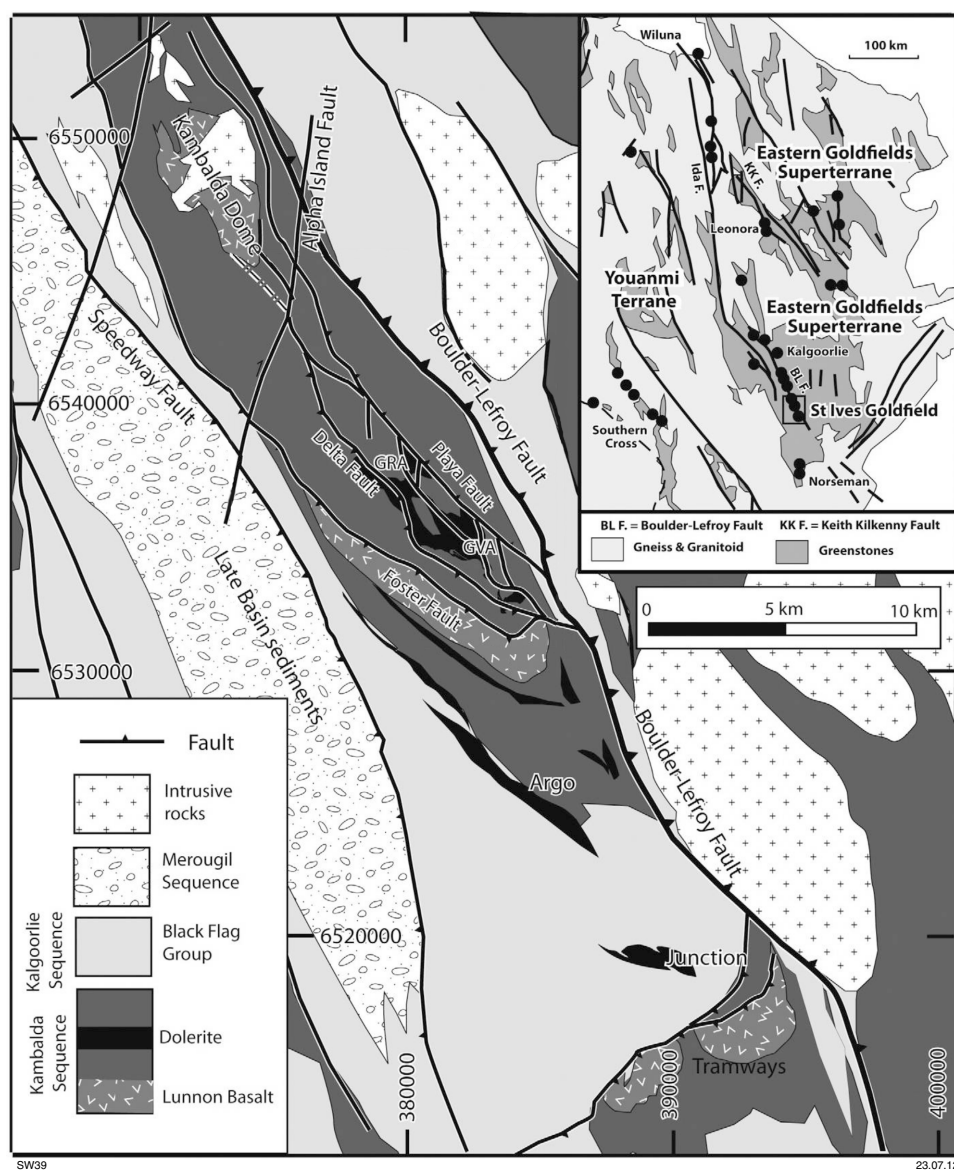 6550000
6540000
6530000
6520000
380000
390000
400000
Kambalda Dome
Alpha Island Fault
Speedway Fault
Boulder-Lefroy Fault
Delta Fault
GRA
Playa Fault
GVA
Foster Fault
Late Basin sediments
Argo
Boulder-Lefroy Fault
Junction
Tramways
Wiluna
100 km
Ida F.
KK F.
Eastern Goldfields
Superterrane
Leonora
Youanmi
Terrane
Eastern Goldfields
Superterrane
Kalgoorlie
BL F.
St Ives Goldfield
Southern
Cross
Norseman
BL F. = Boulder-Lefroy Fault KK F. = Keith Kilkenny Fault
Gneiss & Granitoid Greenstones
0 5 km 10 km
Fault
Intrusive
rocks
Merougil
Sequence
Kalgoorlie
Sequence
Black Flag
Group
Kambalda
Sequence
Dolerite
Lunnon Basalt
SW39